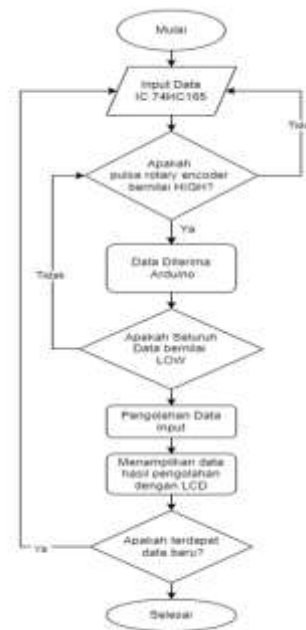 Mulai
Input Data
IC 74HC165
Apakah
pulsa rotary encoder
bernilai HIGH?
Tidak
Ya
Data Diterima
Arduino
Tidak
Apakah Seluruh
Data bernilai
LOW
Pengolahan Data
Input
Menampilkan data
hasil pengolahan
dengan LCD
Apakah terdapat
data baru?
Ya
Selesai